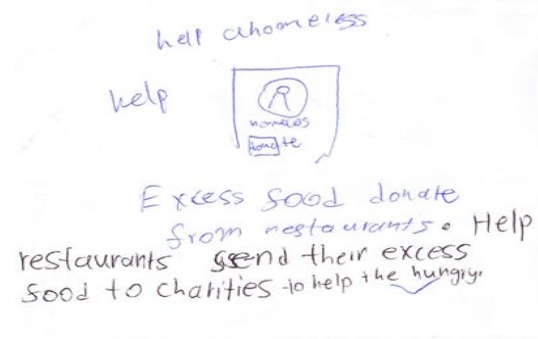 help ahomeless
help
R
homeless
donate
Excess food donate
from restaurants. Help
restaurants send their excess
food to charities to help the hungry.